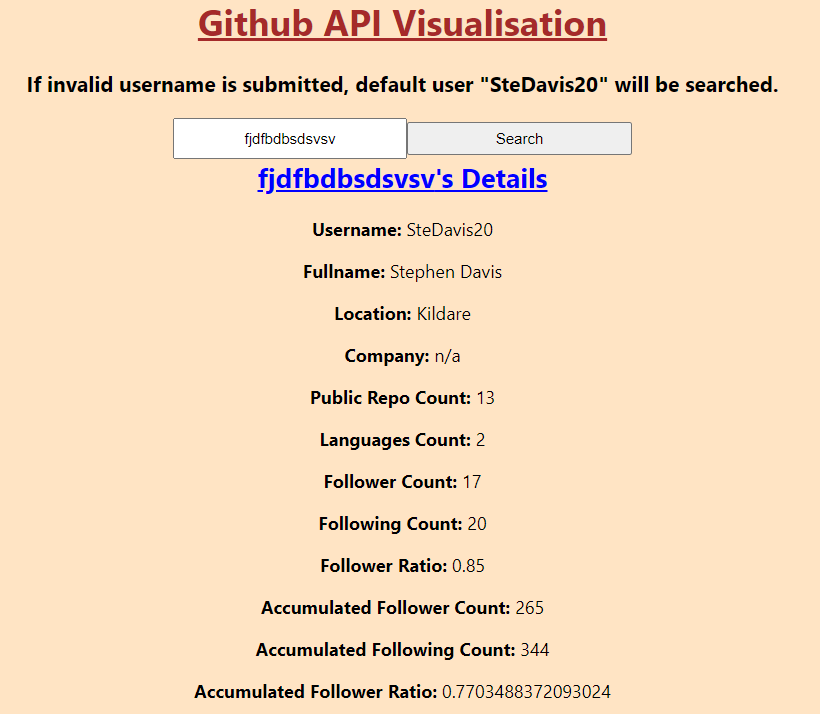 Github API Visualisation
If invalid username is submitted, default user "SteDavis20" will be searched.
fjdfbdbsdsvsv Search
fjdfbdbsdsvsv's Details
Username: SteDavis20
Fullname: Stephen Davis
Location: Kildare
Company: n/a
Public Repo Count: 13
Languages Count: 2
Follower Count: 17
Following Count: 20
Follower Ratio: 0.85
Accumulated Follower Count: 265
Accumulated Following Count: 344
Accumulated Follower Ratio: 0.7703488372093024